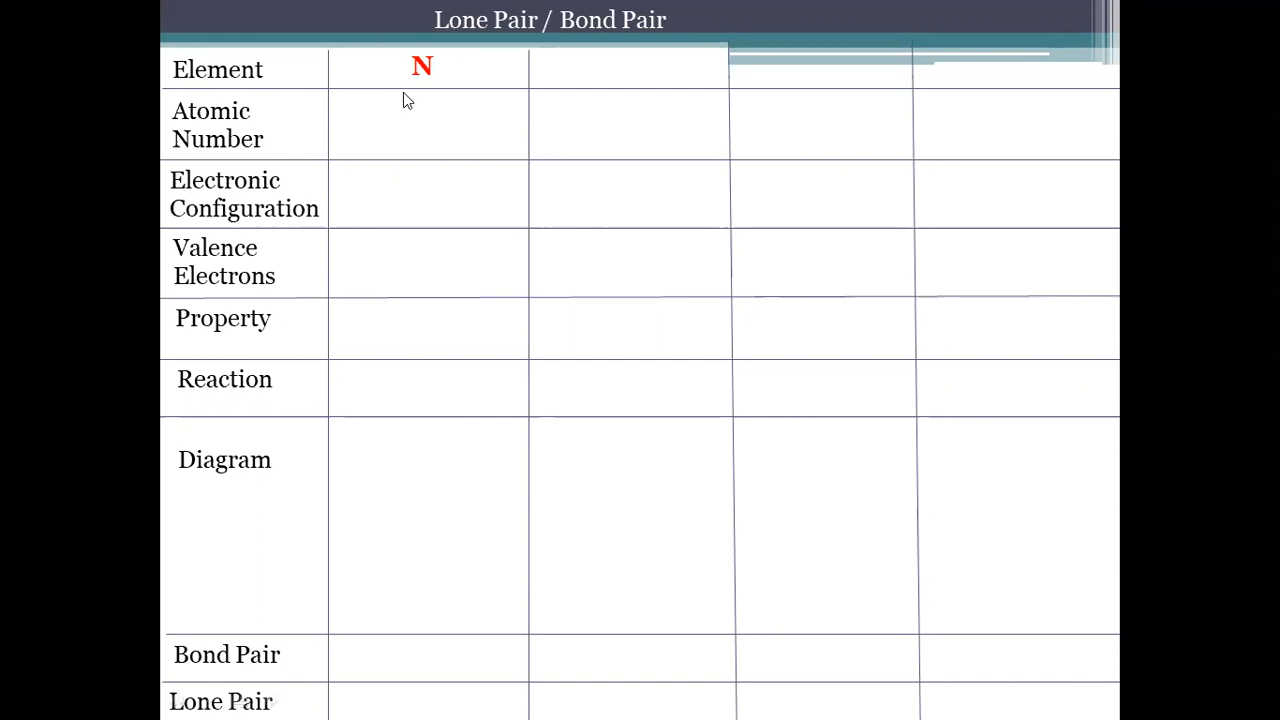 Lone Pair / Bond Pair
Element N
Atomic
Number
Electronic
Configuration
Valence
Electrons
Property
Reaction
Diagram
Bond Pair
Lone Pair